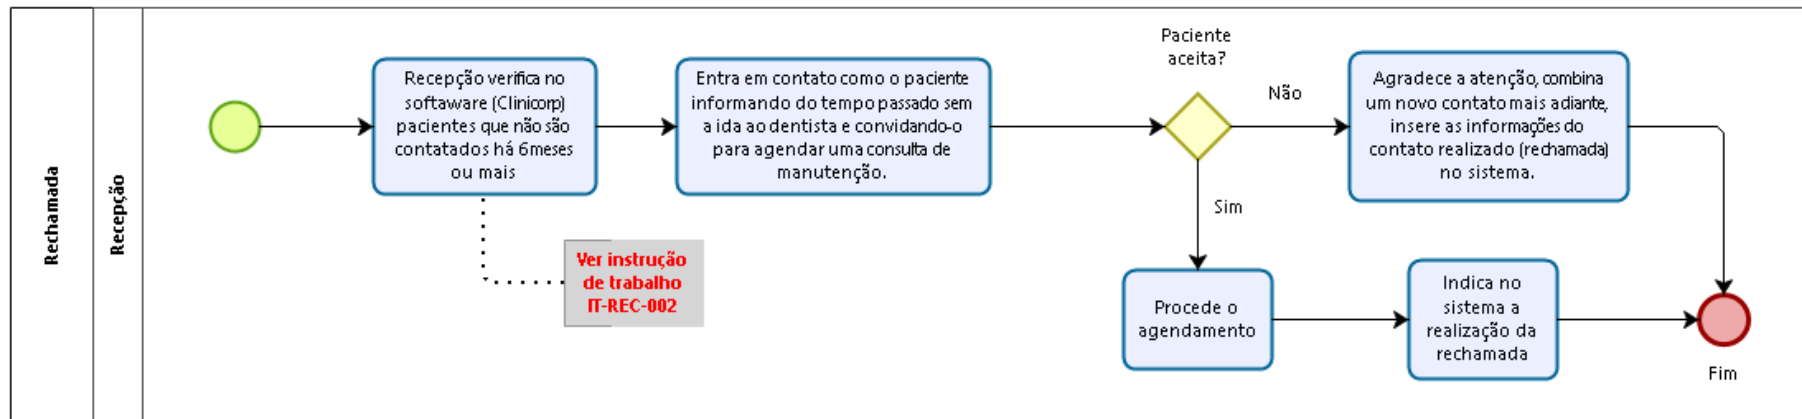 Rechamada
Recepção
Recepção verifica no
softaware (Clinicorp)
pacientes que não são
contatados há 6meses
ou mais
Ver instrução
de trabalho
IT-REC-002
Entra em contato como o paciente
informando do tempo passado sem
a ida ao dentista e convidando-o
para agendar uma consulta de
manutenção.
Paciente
aceita?
Não
Agradece a atenção, combina
um novo contato mais adiante,
insere as informações do
contato realizado (rechamada)
no sistema.
Sim
Procede o
agendamento
Indica no
sistema a
realização da
rechamada
Fim